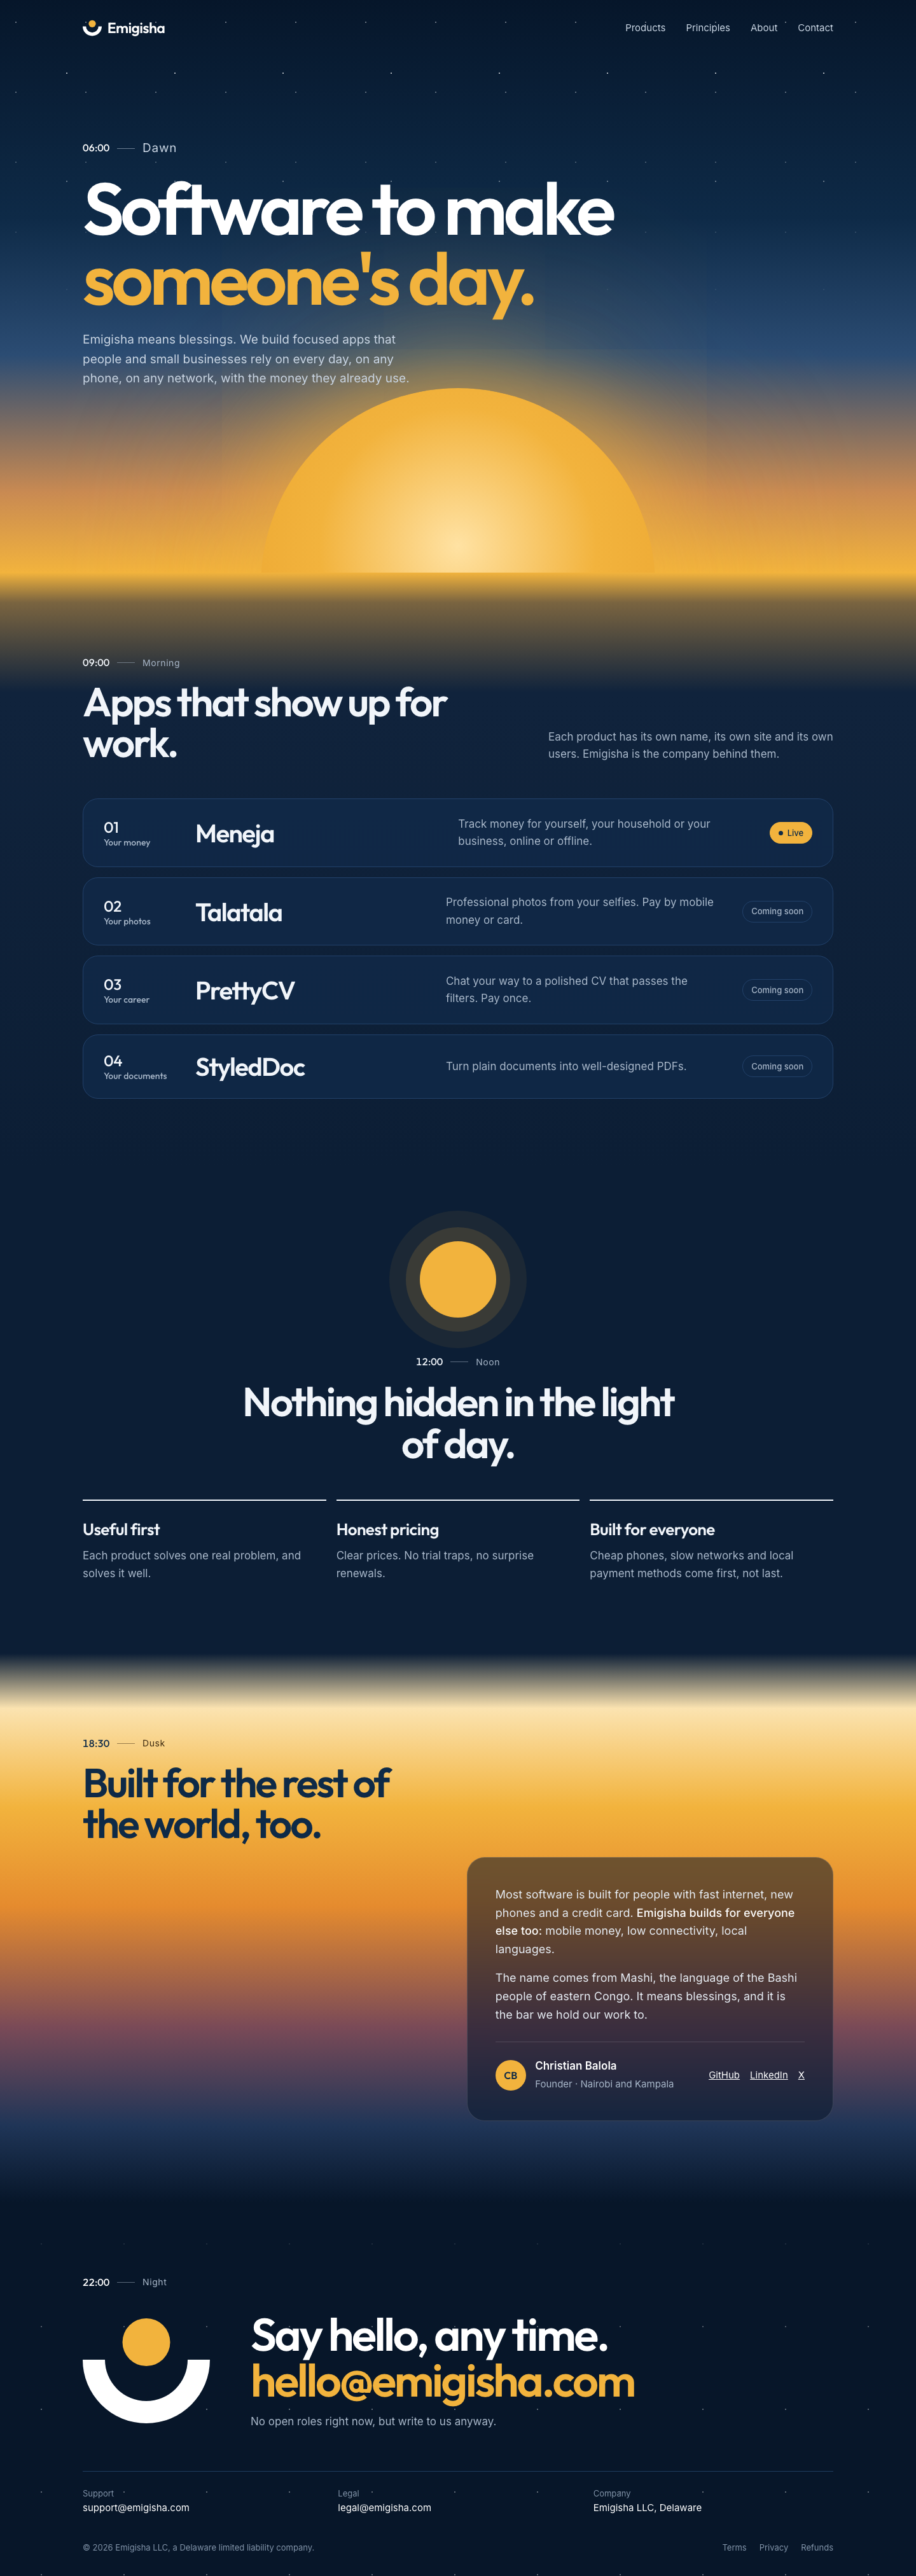 Emigisha
Products Principles About Contact
06:00 — Dawn
Software to make
someone's day.
Emigisha means blessings. We build focused apps that
people and small businesses rely on every day, on any
phone, on any network, with the money they already use.
09:00 — Morning
Apps that show up for
work.
Each product has its own name, its own site and its own
users. Emigisha is the company behind them.
01
Your money
Meneja
Track money for yourself, your household or your
business, online or offline.
Live
02
Your photos
Talatala
Professional photos from your selfies. Pay by mobile
money or card.
Coming soon
03
Your career
PrettyCV
Chat your way to a polished CV that passes the
filters. Pay once.
Coming soon
04
Your documents
StyledDoc
Turn plain documents into well-designed PDFs.
Coming soon
12:00 — Noon
Nothing hidden in the light
of day.
Useful first
Each product solves one real problem, and
solves it well.
Honest pricing
Clear prices. No trial traps, no surprise
renewals.
Built for everyone
Cheap phones, slow networks and local
payment methods come first, not last.
18:30 — Dusk
Built for the rest of
the world, too.
Most software is built for people with fast internet, new
phones and a credit card. Emigisha builds for everyone
else too: mobile money, low connectivity, local
languages.
The name comes from Mashi, the language of the Bashi
people of eastern Congo. It means blessings, and it is
the bar we hold our work to.
CB
Christian Balola
Founder · Nairobi and Kampala
GitHub LinkedIn X
22:00 — Night
Say hello, any time.
hello@emigisha.com
No open roles right now, but write to us anyway.
Support
support@emigisha.com
Legal
legal@emigisha.com
Company
Emigisha LLC, Delaware
© 2026 Emigisha LLC, a Delaware limited liability company.
Terms Privacy Refunds